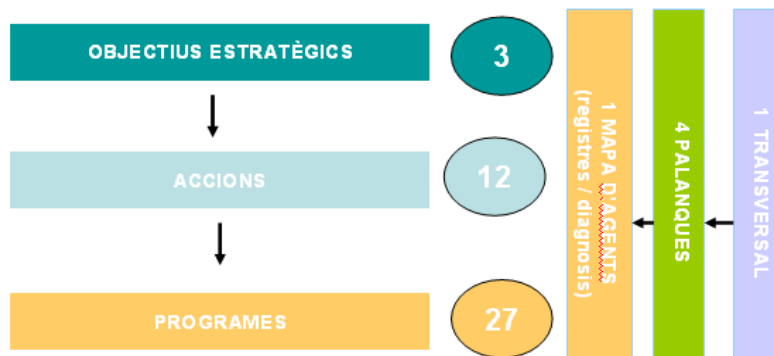 OBJECTIUS ESTRATÈGICS
3
ACCIONS
12
PROGRAMES
27
1 MAPA D'AGENTS
(registres / diagnosis)
4 PALANQUES
1 TRANSVERSAL